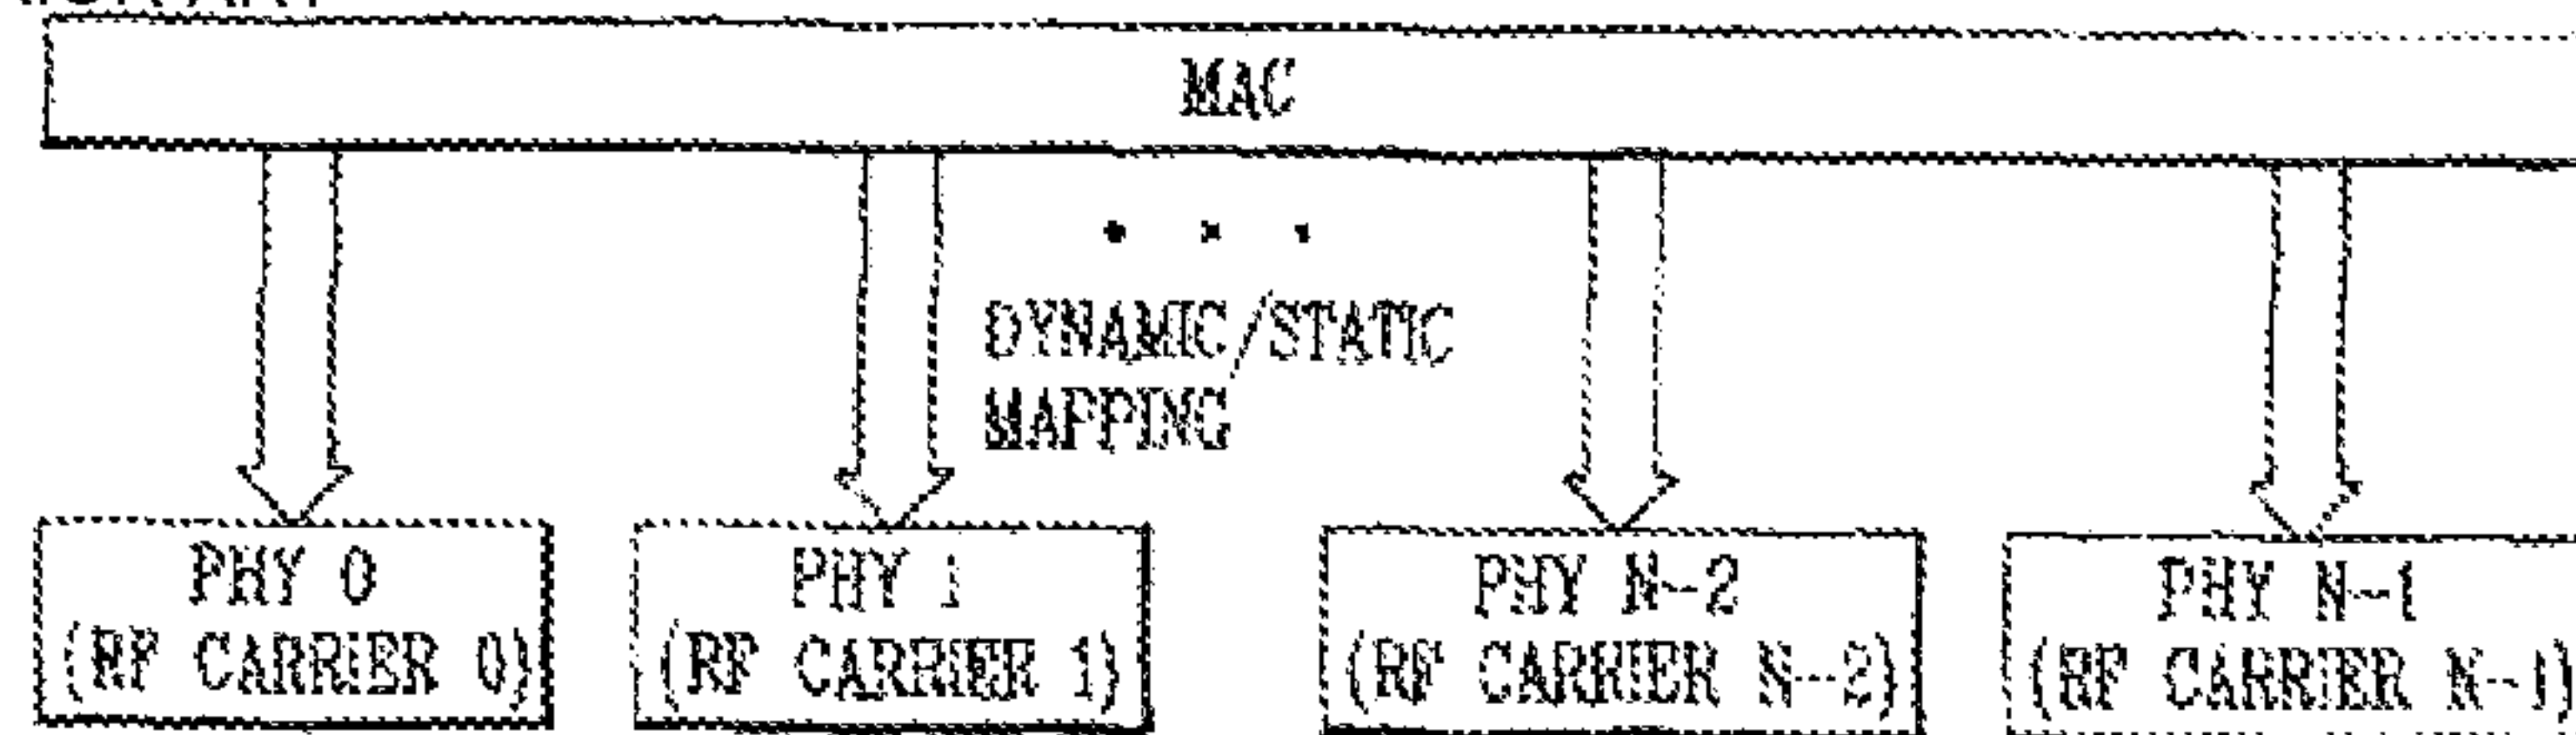 MAC
DYNAMIC/STATIC
MAPPING
PHY 0
(RF CARRIER 0)
PHY 1
(RF CARRIER 1)
PHY N-2
(RF CARRIER N-2)
PHY N-1
(RF CARRIER N-1)